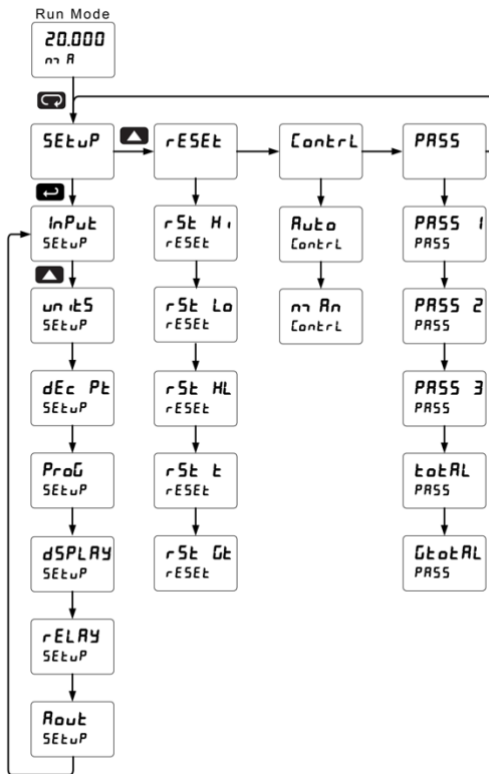 Run Mode
20.000
m A
SEtuP
InPut
SEtuP
unitS
SEtuP
dEc Pt
SEtuP
ProG
SEtuP
dSPLAY
SEtuP
rELAY
SEtuP
Aout
SEtuP
rESEt
rSt Hi
rESEt
rSt Lo
rESEt
rSt HL
rESEt
rSt t
rESEt
rSt Gt
rESEt
ContrL
Auto
ContrL
m An
ContrL
PASS
PASS 1
PASS
PASS 2
PASS
PASS 3
PASS
totAL
PASS
GtotAL
PASS